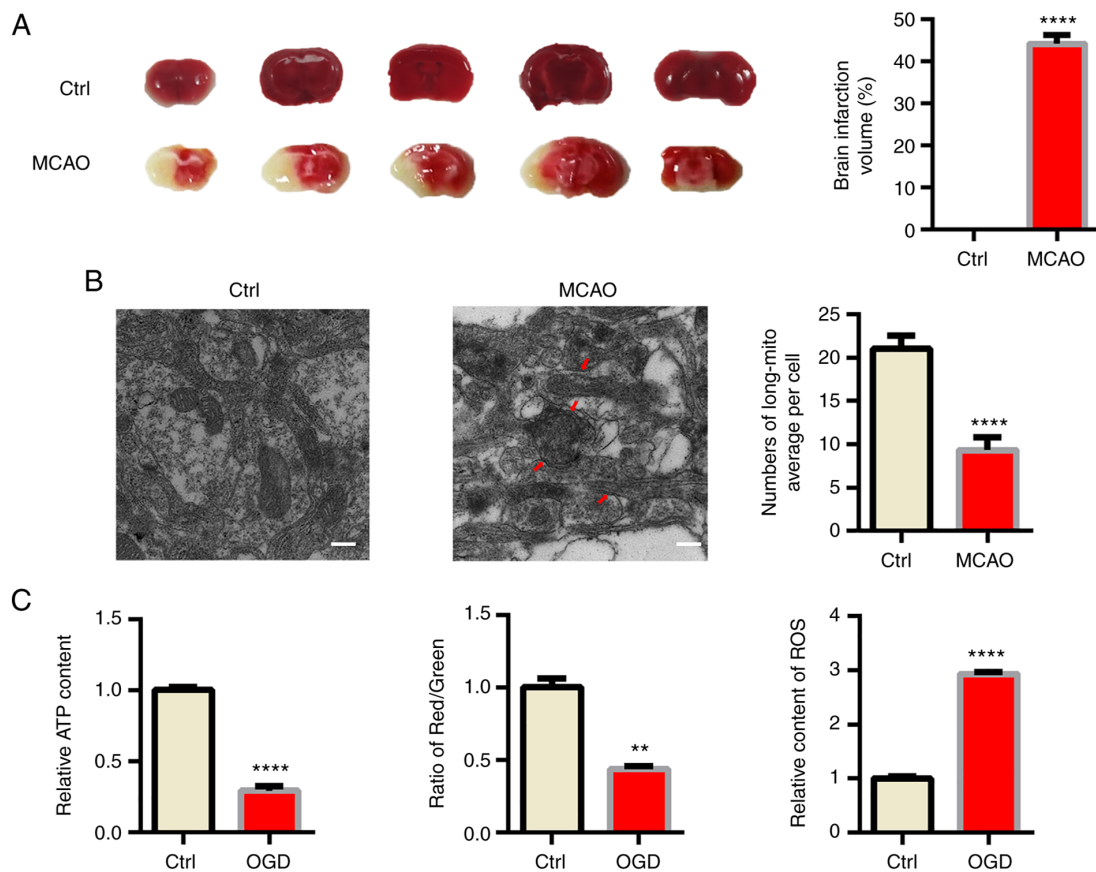 A
Ctrl
MCAO
Brain infarction
volume (%)
50
40
30
20
10
0
****
Ctrl
MCAO
B
Ctrl
MCAO
Numbers of long-mito
average per cell
25
20
15
10
5
0
****
Ctrl
MCAO
C
Relative ATP content
1.5
1.0
0.5
0.0
****
Ctrl
OGD
Ratio of Red/Green
1.5
1.0
0.5
0.0
**
Ctrl
OGD
Relative content of ROS
4
3
2
1
0
****
Ctrl
OGD